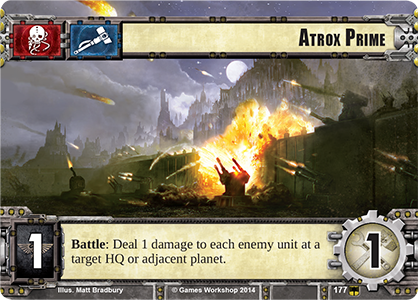 ATROX PRIME
1
Battle: Deal 1 damage to each enemy unit at a
target HQ or adjacent planet.
1
Illus. Matt Bradbury
© Games Workshop 2014
177